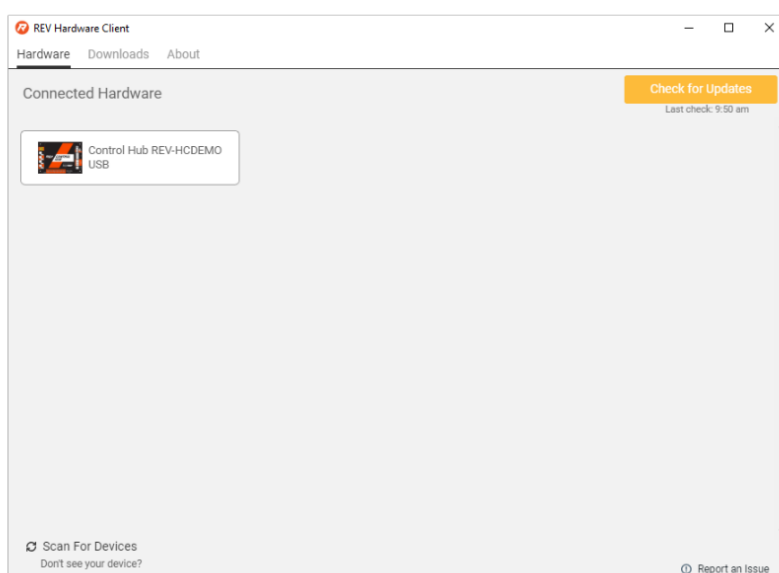 REV Hardware Client
Hardware Downloads About
Connected Hardware
Check for Updates
Last check: 9:50 am
Control Hub REV-HCDEMO
USB
Scan For Devices
Don't see your device?
Report an Issue